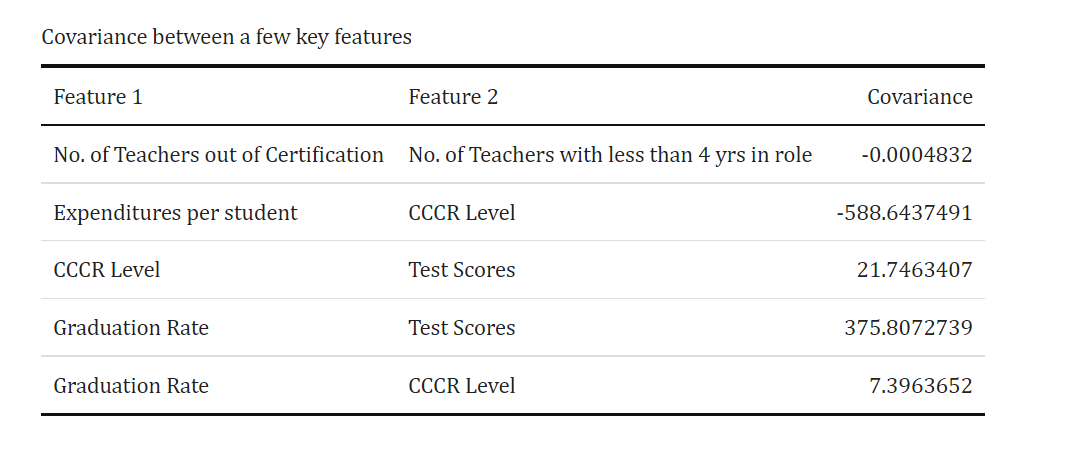 Covariance between a few key features
Feature 1 Feature 2 Covariance
No. of Teachers out of Certification No. of Teachers with less than 4 yrs in role -0.0004832
Expenditures per student CCCR Level -588.6437491
CCCR Level Test Scores 21.7463407
Graduation Rate Test Scores 375.8072739
Graduation Rate CCCR Level 7.3963652